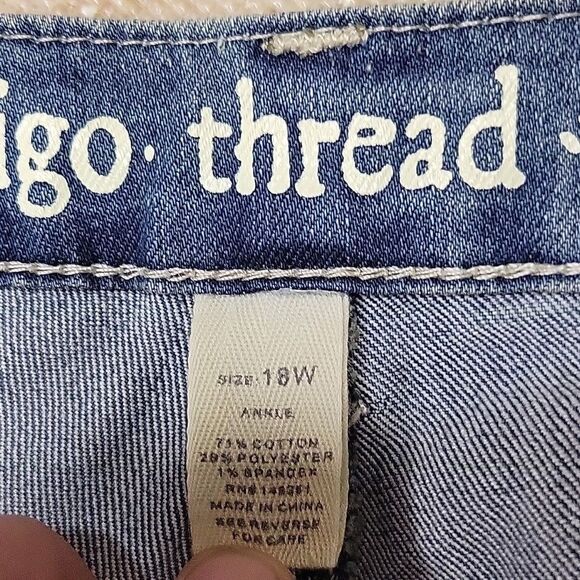 igo. thread
SIZE: 18W
ANKLE
71% COTTON
28% POLYESTER
1% SPANDEX
MADE IN CHINA
SEE REVERSE
FOR CARE